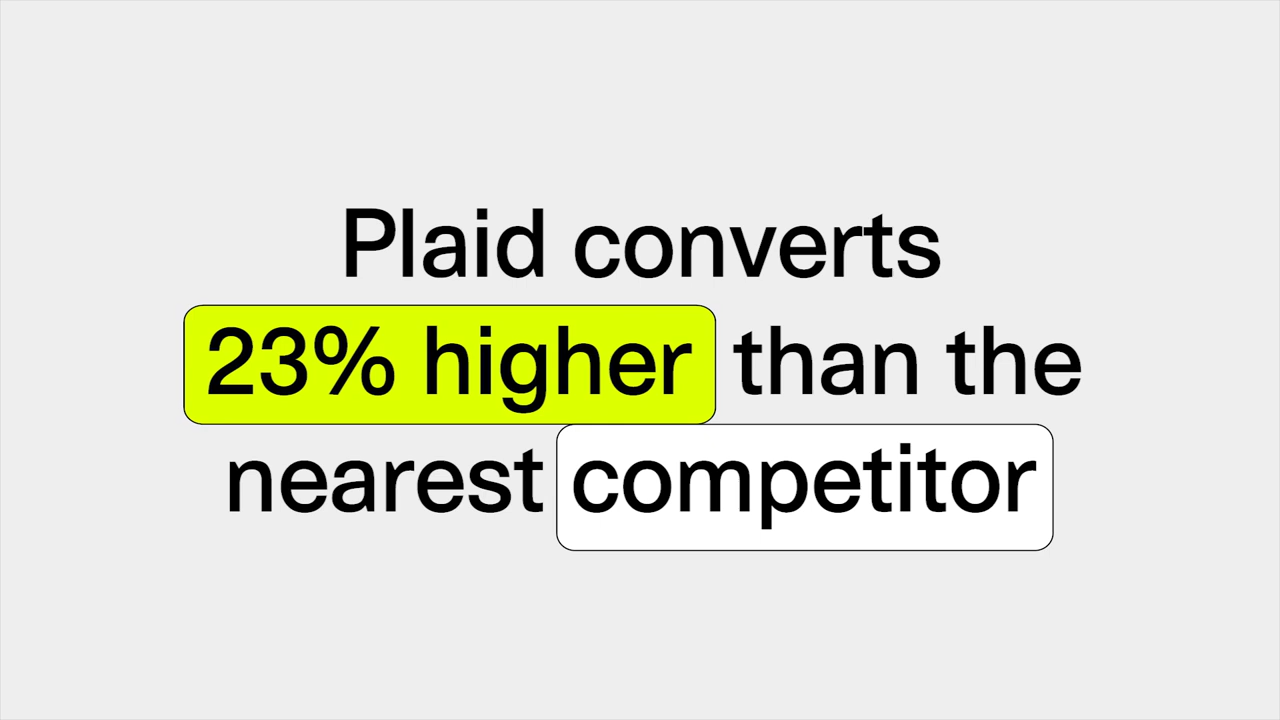 Plaid converts
23% higher than the
nearest competitor